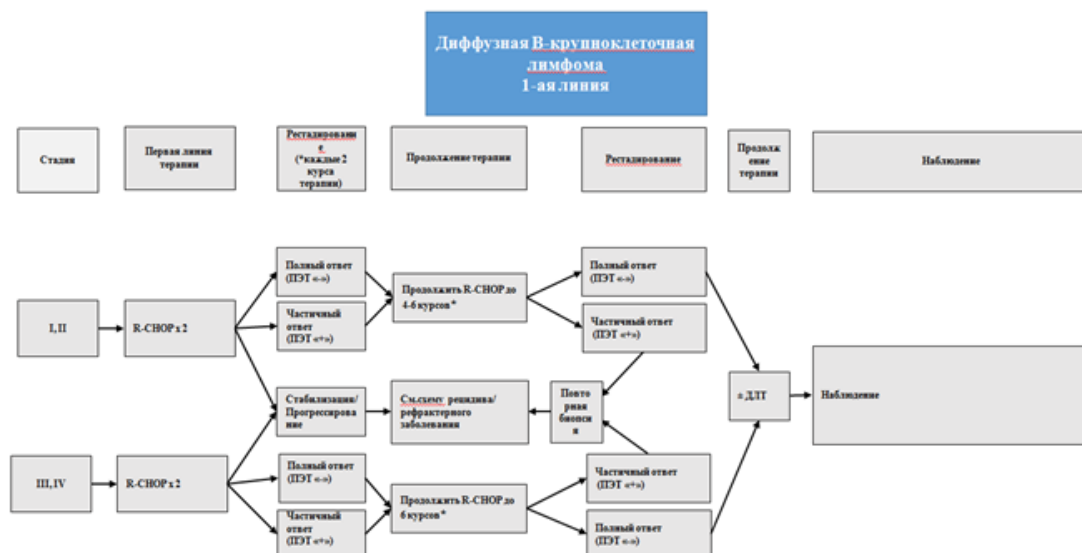 Диффузная В-крупноклеточная
лимфома
1-ая линия
Стадии
Первая линия
терапии
Рестадировани
е
(*каждые 2
курса
терапии)
Продолжение терапии
Рестадирование
Продолж
ение
терапии
Наблюдение
I, II
R-CHOP x 2
Полный ответ
(ПЭТ «-»)
Частичный
ответ
(ПЭТ «+»)
Продолжить R-CHOP до
4-6 курсов*
Полный ответ
(ПЭТ «-»)
Частичный ответ
(ПЭТ «+»)
Стабилизация/
Прогрессирова
ние
См.схему рецидива/
рефрактерного
заболевания
Повто
рная
биопси
я
± ДЛТ
Наблюдение
III, IV
R-CHOP x 2
Полный ответ
(ПЭТ «-»)
Частичный
ответ
(ПЭТ «+»)
Продолжить R-CHOP до
6 курсов*
Частичный ответ
(ПЭТ «+»)
Полный ответ
(ПЭТ «-»)